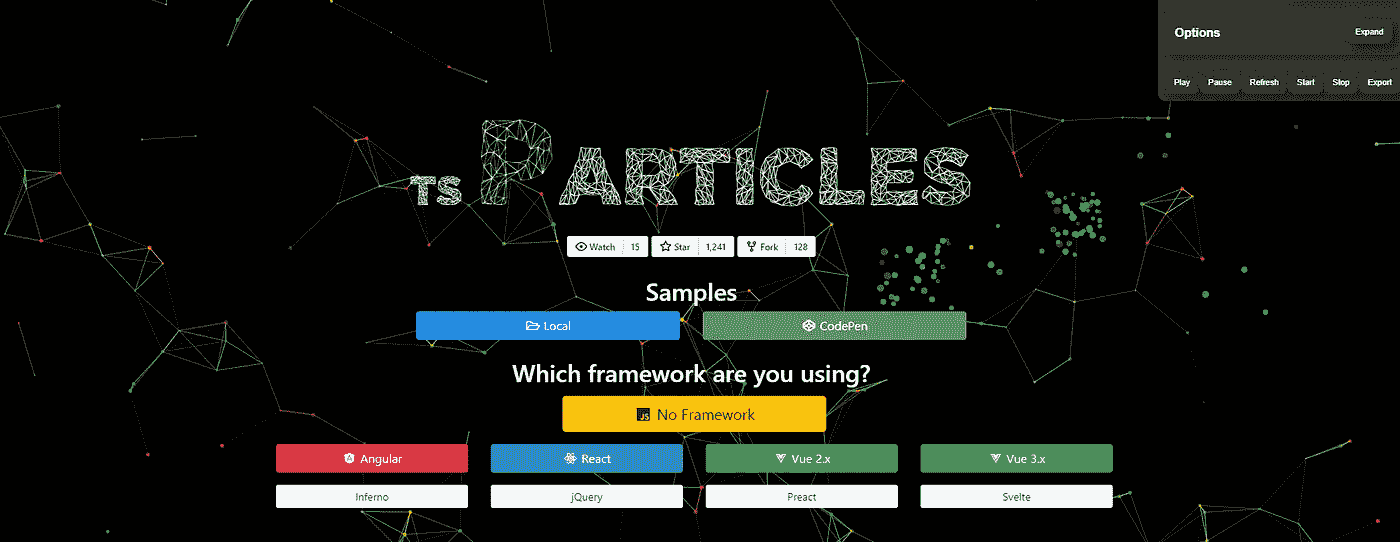 Options Expand
Play Pause Refresh Start Stop Export
TS PARTICLES
Watch 15 Star 1,241 Fork 128
Samples
Local CodePen
Which framework are you using?
JS No Framework
Angular React Vue 2.x Vue 3.x
Inferno jQuery Preact Svelte